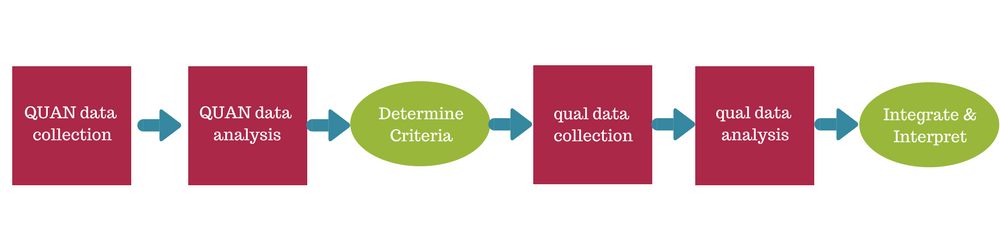 QUAN data
collection
QUAN data
analysis
Determine
Criteria
qual data
collection
qual data
analysis
Integrate &
Interpret